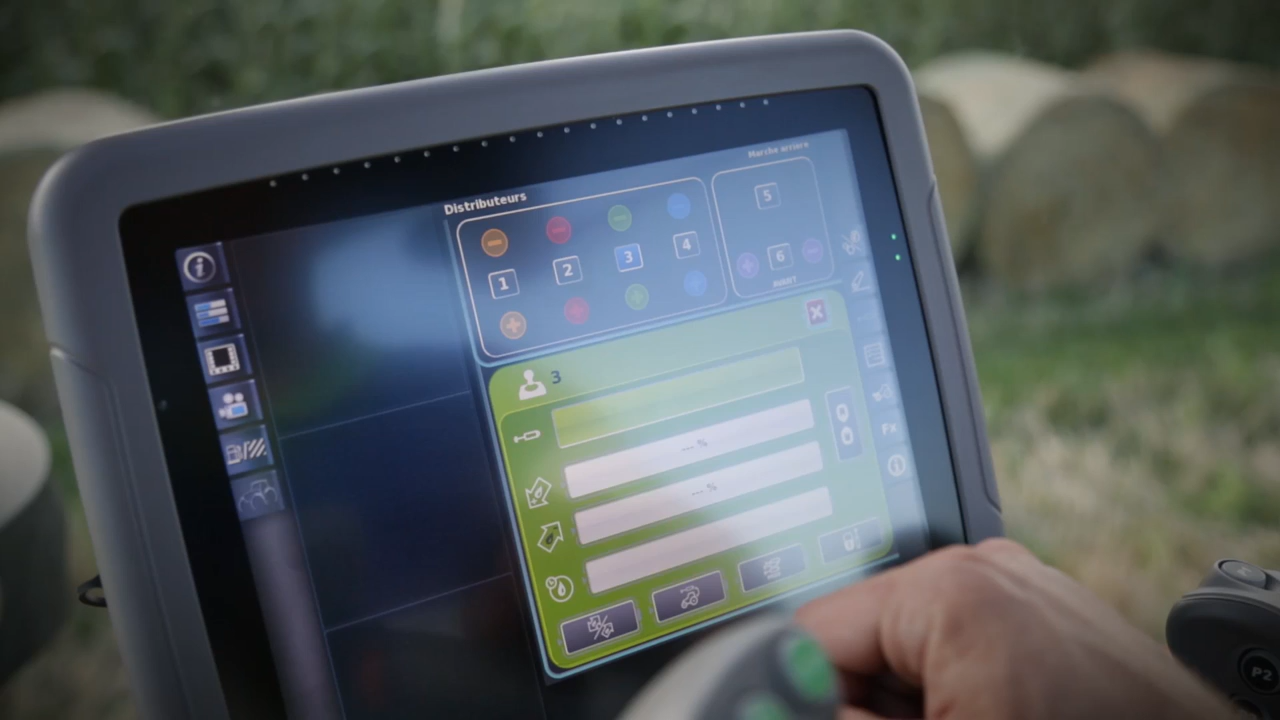 Distributeurs
Marche arrière
1
2
3
4
5
6
AVANT
3
--- %
--- %
Fx
P2